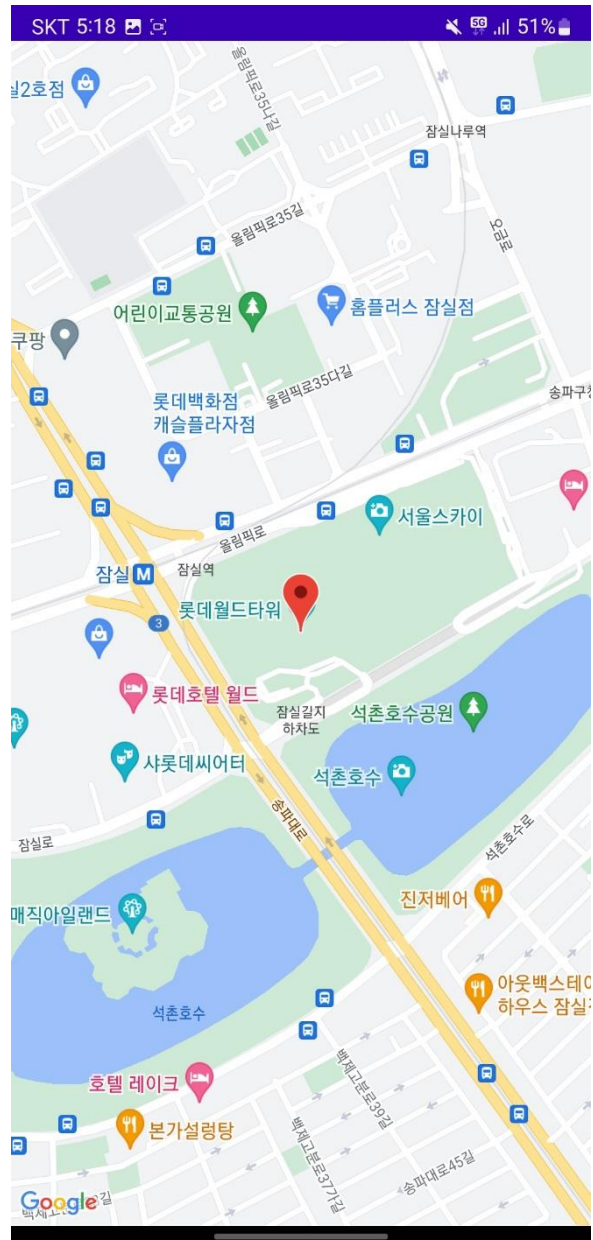 SKT 5:18
5G
51%
실2호점
올림픽로35나길
잠실나루역
올림픽로35길
오금로
어린이교통공원
홈플러스 잠실점
쿠팡
올림픽로35다길
롯데백화점
캐슬플라자점
송파구청
서울스카이
올림픽로
잠실 M
잠실역
롯데월드타워
3
롯데호텔 월드
잠실길지
하차도
석촌호수공원
샤롯데씨어터
석촌호수
송파대로
석촌호수로
잠실로
진저베어
매직아일랜드
아웃백스테이
하우스 잠실점
석촌호수
백제고분로39길
호텔 레이크
본가설렁탕
백제고분로37가길
송파대로45길
Google